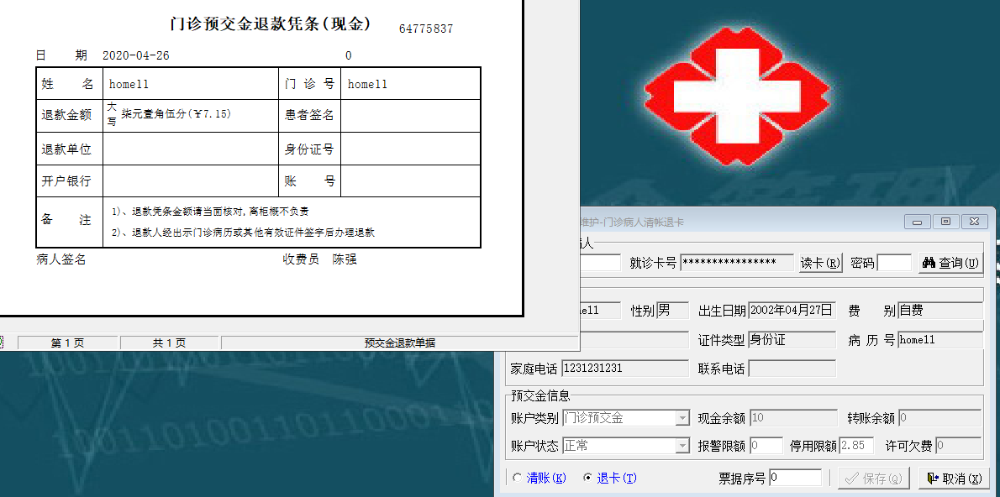 门诊预交金退款凭条(现金) 64775837
日 期 2020-04-26 0
姓 名 home11 门 诊 号 home11
退款金额 大写 柒元壹角伍分(￥7.15) 患者签名
退款单位 身份证号
开户银行 账 号
备 注 1)、退款凭条金额请当面核对,离柜概不负责
2)、退款人经出示门诊病历或其他有效证件签字后办理退款
病人签名 收费员 陈强
第 1 页 共 1 页 预交金退款单据
维护-门诊病人清帐退卡
人
就诊卡号 **************** 读卡(R) 密码 查询(U)
e11 性别 男 出生日期 2002年04月27日 费 别 自费
证件类型 身份证 病 历 号 home11
家庭电话 1231231231 联系电话
预交金信息
账户类别 门诊预交金 现金余额 10 转账余额 0
账户状态 正常 报警限额 0 停用限额 2.85 许可欠费 0
清账(K) 退卡(T) 票据序号 0 保存(O) 取消(X)